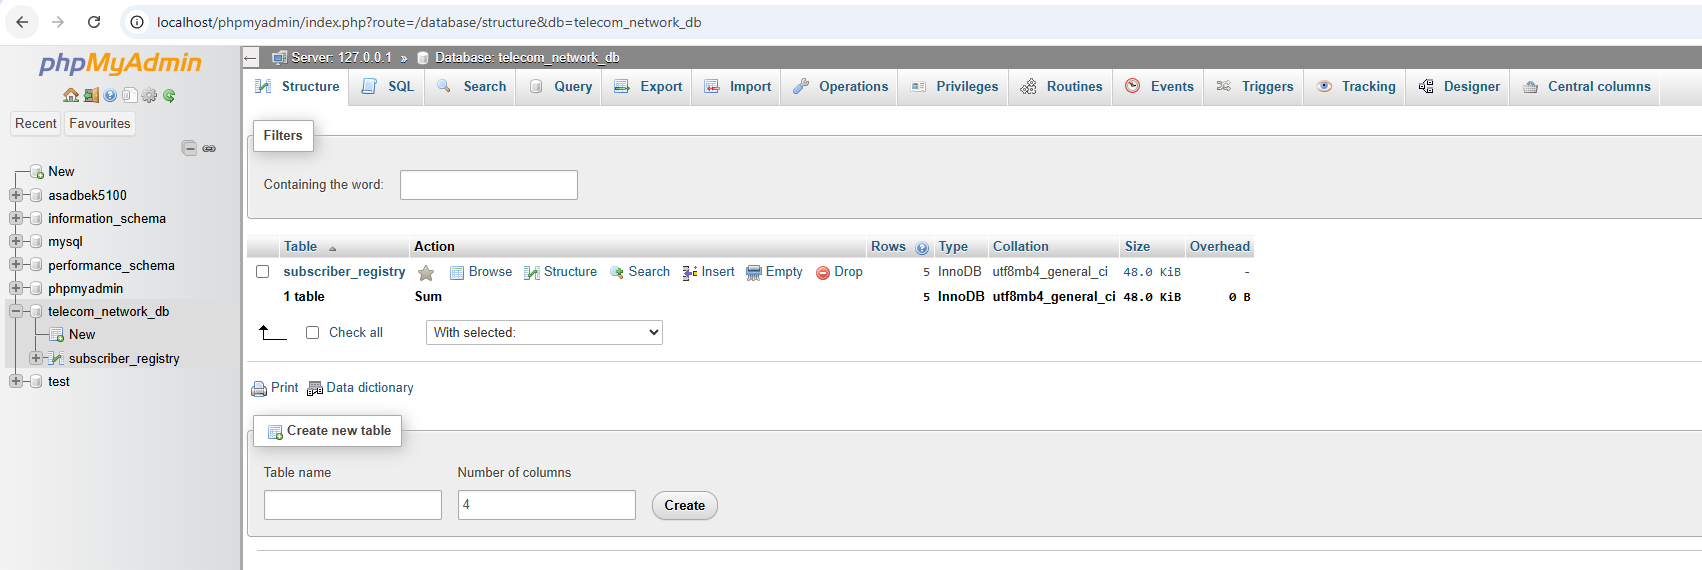 localhost/phpmyadmin/index.php?route=/database/structure&db=telecom_network_db
phpMyAdmin
Recent Favourites
New
asadbek5100
information_schema
mysql
performance_schema
phpmyadmin
telecom_network_db
New
subscriber_registry
test
Server: 127.0.0.1 » Database: telecom_network_db
Structure SQL Search Query Export Import Operations Privileges Routines Events Triggers Tracking Designer Central columns
Filters
Containing the word:
Table Action Rows Type Collation Size Overhead
subscriber_registry Browse Structure Search Insert Empty Drop 5 InnoDB utf8mb4_general_ci 48.0 KiB -
1 table Sum 5 InnoDB utf8mb4_general_ci 48.0 KiB 0 B
Check all With selected:
Print Data dictionary
Create new table
Table name Number of columns
4 Create